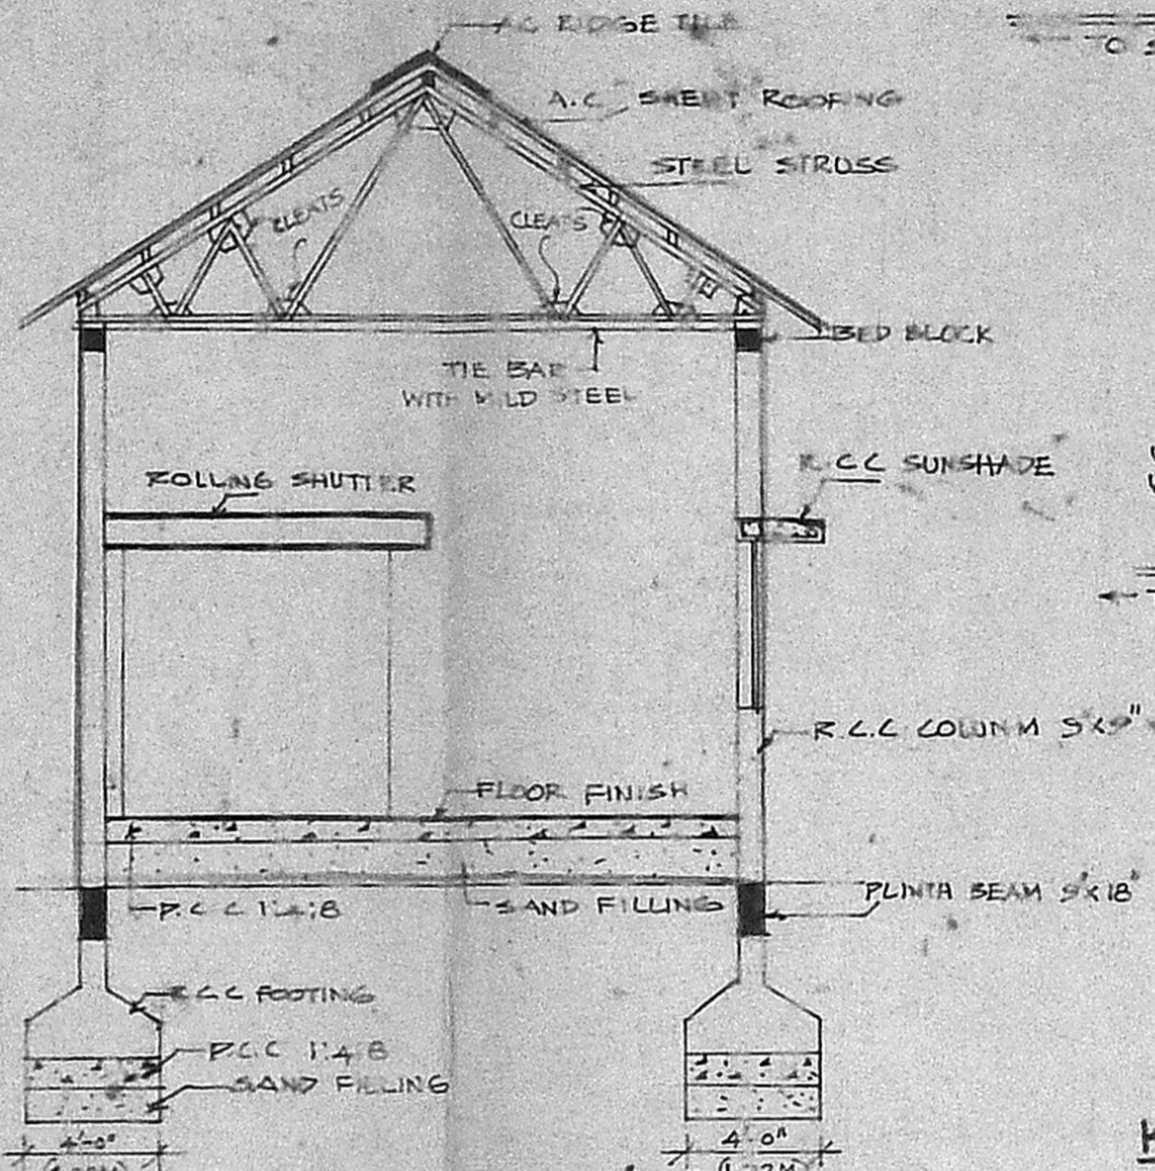 A.C RIDGE TILE
A.C SHEET ROOFING
STEEL STRUSS
CLEATS
CLEATS
BED BLOCK
TIE BAR
WITH MILD STEEL
ROLLING SHUTTER
R.C.C SUNSHADE
R.C.C COLUNM 9"X9"
FLOOR FINISH
P.C.C 1:4:8
SAND FILLING
PLINTH BEAM 9"X18"
R.C.C FOOTING
P.C.C 1:4:8
SAND FILLING
4'-0"
4'-0"